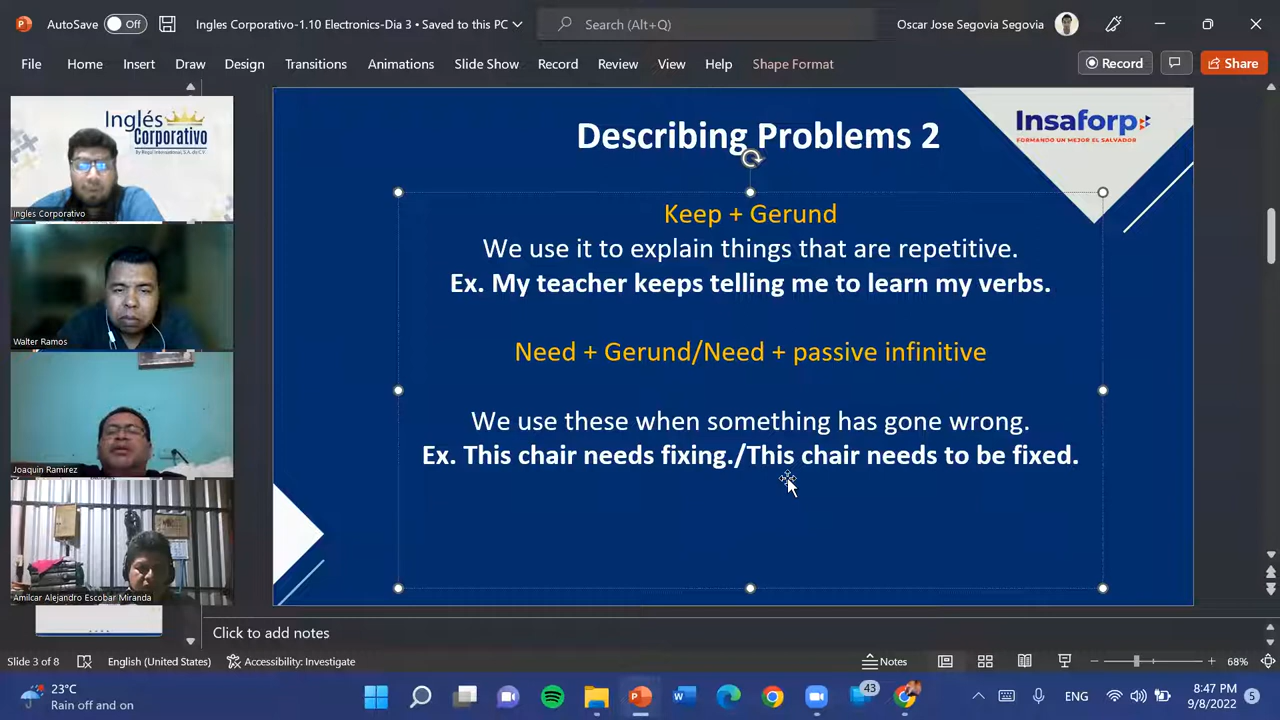 AutoSave Off Ingles Corporativo-1.10 Electronics-Dia 3 • Saved to this PC Search (Alt+Q) Oscar Jose Segovia Segovia
File Home Insert Draw Design Transitions Animations Slide Show Record Review View Help Shape Format Record Share
Inglés
Corporativo
Ingles Corporativo
Walter Ramos
Joaquin Ramirez
Amilcar Alejandro Escobar Miranda
Insaforp
FORMANDO UN MEJOR EL SALVADOR
Describing Problems 2
Keep + Gerund
We use it to explain things that are repetitive.
Ex. My teacher keeps telling me to learn my verbs.
Need + Gerund/Need + passive infinitive
We use these when something has gone wrong.
Ex. This chair needs fixing./This chair needs to be fixed.
Click to add notes
Slide 3 of 8 English (United States) Accessibility: Investigate Notes 68%
23°C
Rain off and on
43
ENG
8:47 PM
9/8/2022
5